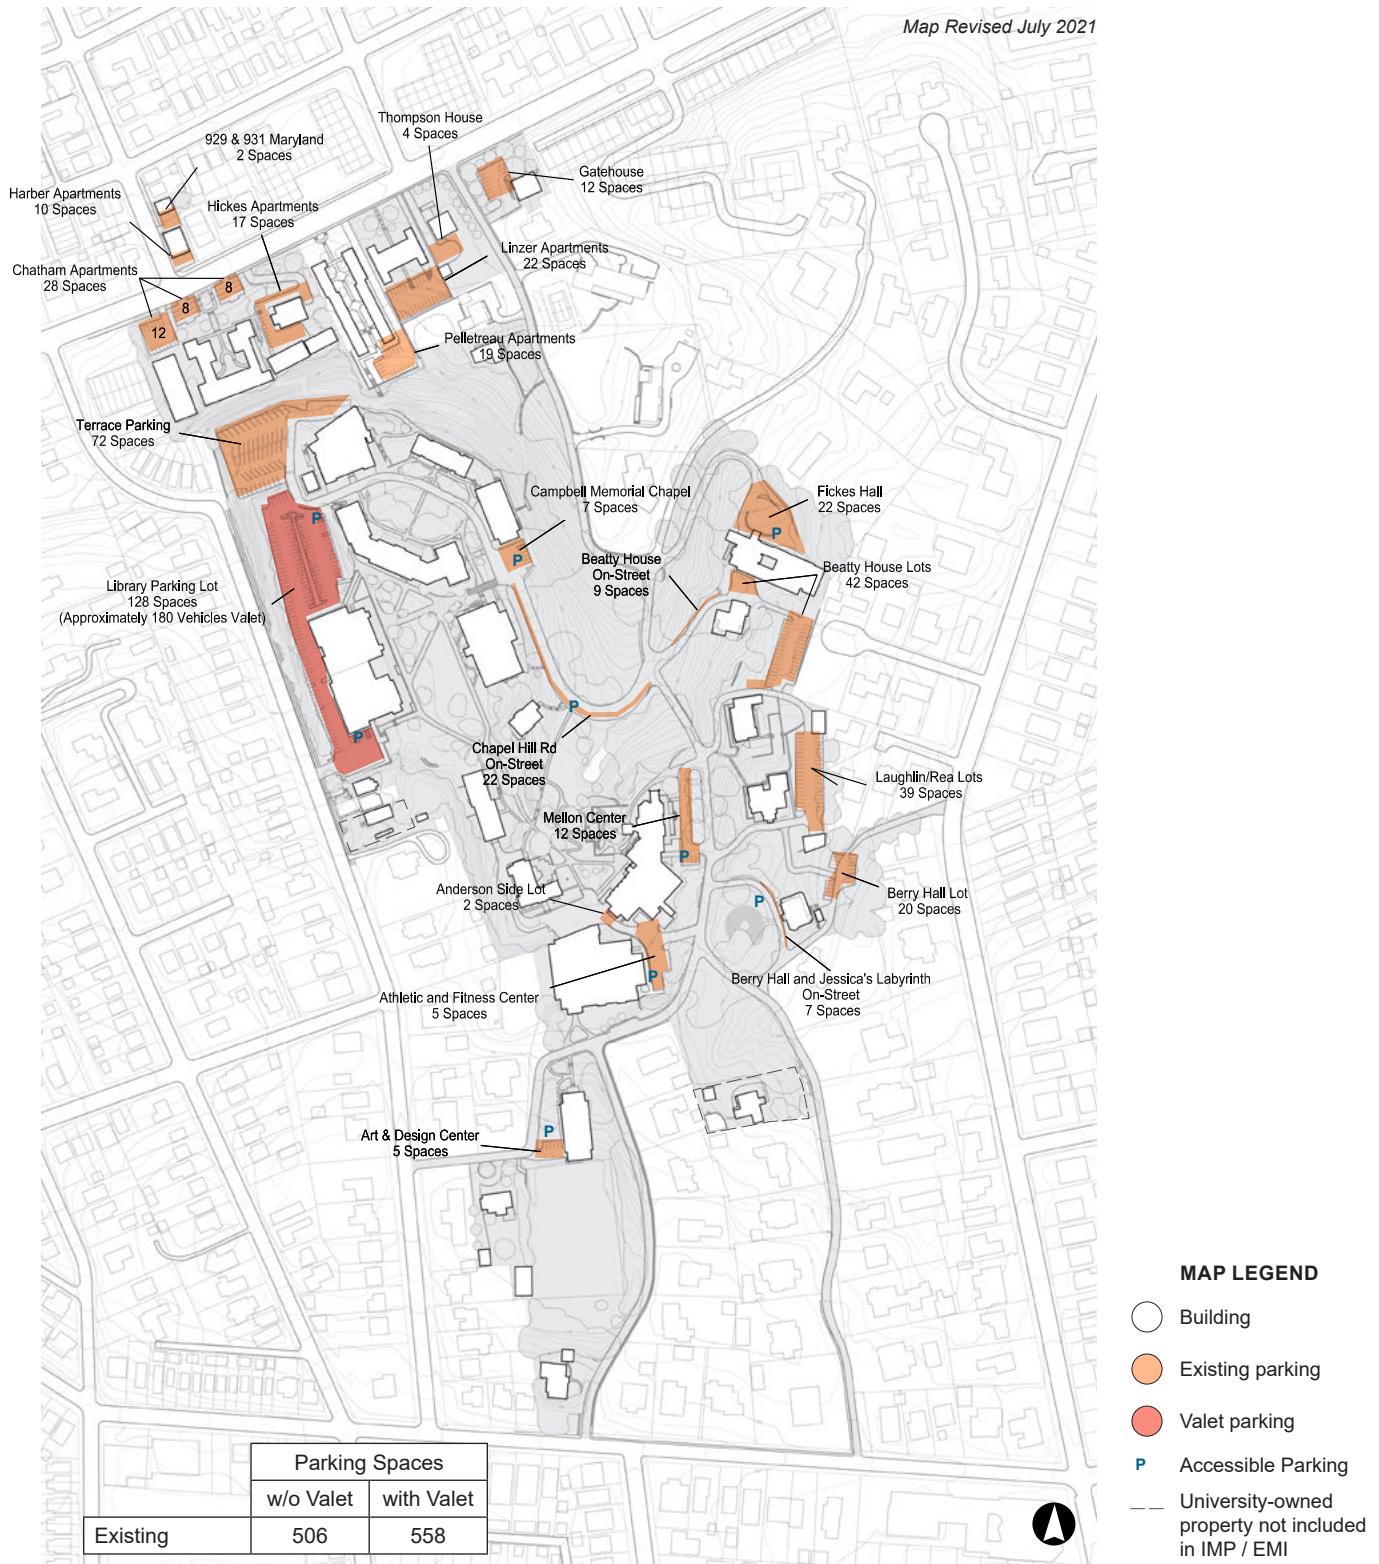 Map Revised July 2021
Thompson House
4 Spaces
929 & 931 Maryland
2 Spaces
Gatehouse
12 Spaces
Harber Apartments
10 Spaces
Hickes Apartments
17 Spaces
Linzer Apartments
22 Spaces
Chatham Apartments
28 Spaces
8
8
12
Pelletreau Apartments
19 Spaces
Terrace Parking
72 Spaces
Campbell Memorial Chapel
7 Spaces
Fickes Hall
22 Spaces
P
P
P
Beatty House
On-Street
9 Spaces
Beatty House Lots
42 Spaces
Library Parking Lot
128 Spaces
(Approximately 180 Vehicles Valet)
P
P
Chapel Hill Rd
On-Street
22 Spaces
Laughlin/Rea Lots
39 Spaces
Mellon Center
12 Spaces
P
Anderson Side Lot
2 Spaces
Berry Hall Lot
20 Spaces
P
Athletic and Fitness Center
5 Spaces
P
Berry Hall and Jessica's Labyrinth
On-Street
7 Spaces
Art & Design Center
5 Spaces
P
MAP LEGEND
Building
Existing parking
Valet parking
P Accessible Parking
University-owned
property not included
in IMP / EMI
Parking Spaces
w/o Valet with Valet
Existing 506 558